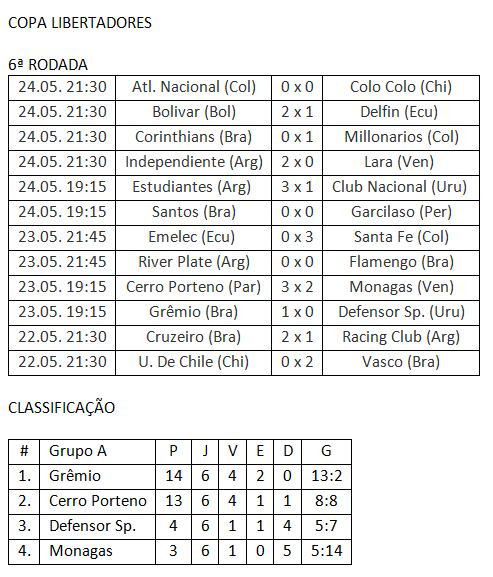 COPA LIBERTADORES
6ª RODADA
24.05. 21:30 Atl. Nacional (Col) 0 x 0 Colo Colo (Chi)
24.05. 21:30 Bolivar (Bol) 2 x 1 Delfin (Ecu)
24.05. 21:30 Corinthians (Bra) 0 x 1 Millonarios (Col)
24.05. 21:30 Independiente (Arg) 2 x 0 Lara (Ven)
24.05. 19:15 Estudiantes (Arg) 3 x 1 Club Nacional (Uru)
24.05. 19:15 Santos (Bra) 0 x 0 Garcilaso (Per)
23.05. 21:45 Emelec (Ecu) 0 x 3 Santa Fe (Col)
23.05. 21:45 River Plate (Arg) 0 x 0 Flamengo (Bra)
23.05. 19:15 Cerro Porteno (Par) 3 x 2 Monagas (Ven)
23.05. 19:15 Grêmio (Bra) 1 x 0 Defensor Sp. (Uru)
22.05. 21:30 Cruzeiro (Bra) 2 x 1 Racing Club (Arg)
22.05. 21:30 U. De Chile (Chi) 0 x 2 Vasco (Bra)
CLASSIFICAÇÃO
# Grupo A P J V E D G
1. Grêmio 14 6 4 2 0 13:2
2. Cerro Porteno 13 6 4 1 1 8:8
3. Defensor Sp. 4 6 1 1 4 5:7
4. Monagas 3 6 1 0 5 5:14